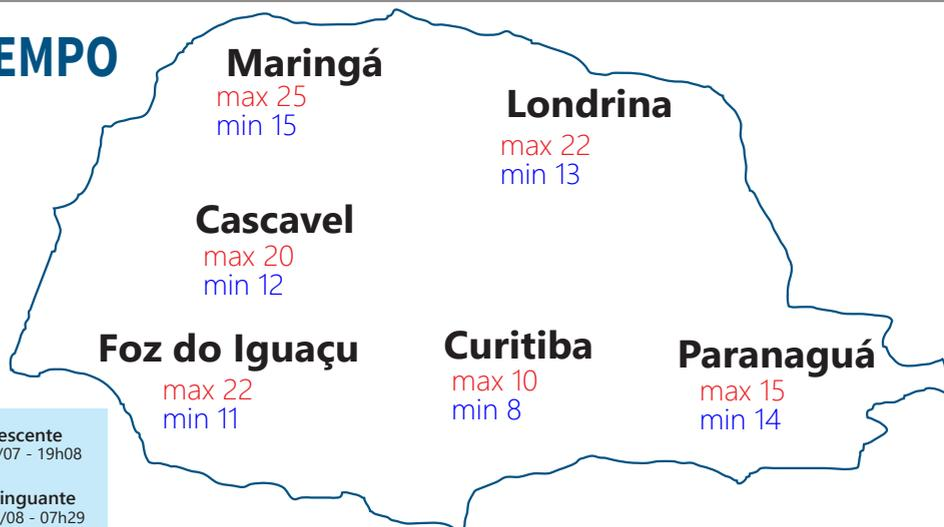 EMPO
Maringá
max 25
min 15
Londrina
max 22
min 13
Cascavel
max 20
min 12
Foz do Iguaçu
max 22
min 11
Curitiba
max 10
min 8
Paranaguá
max 15
min 14
escente
/07 - 19h08
inguante
/08 - 07h29